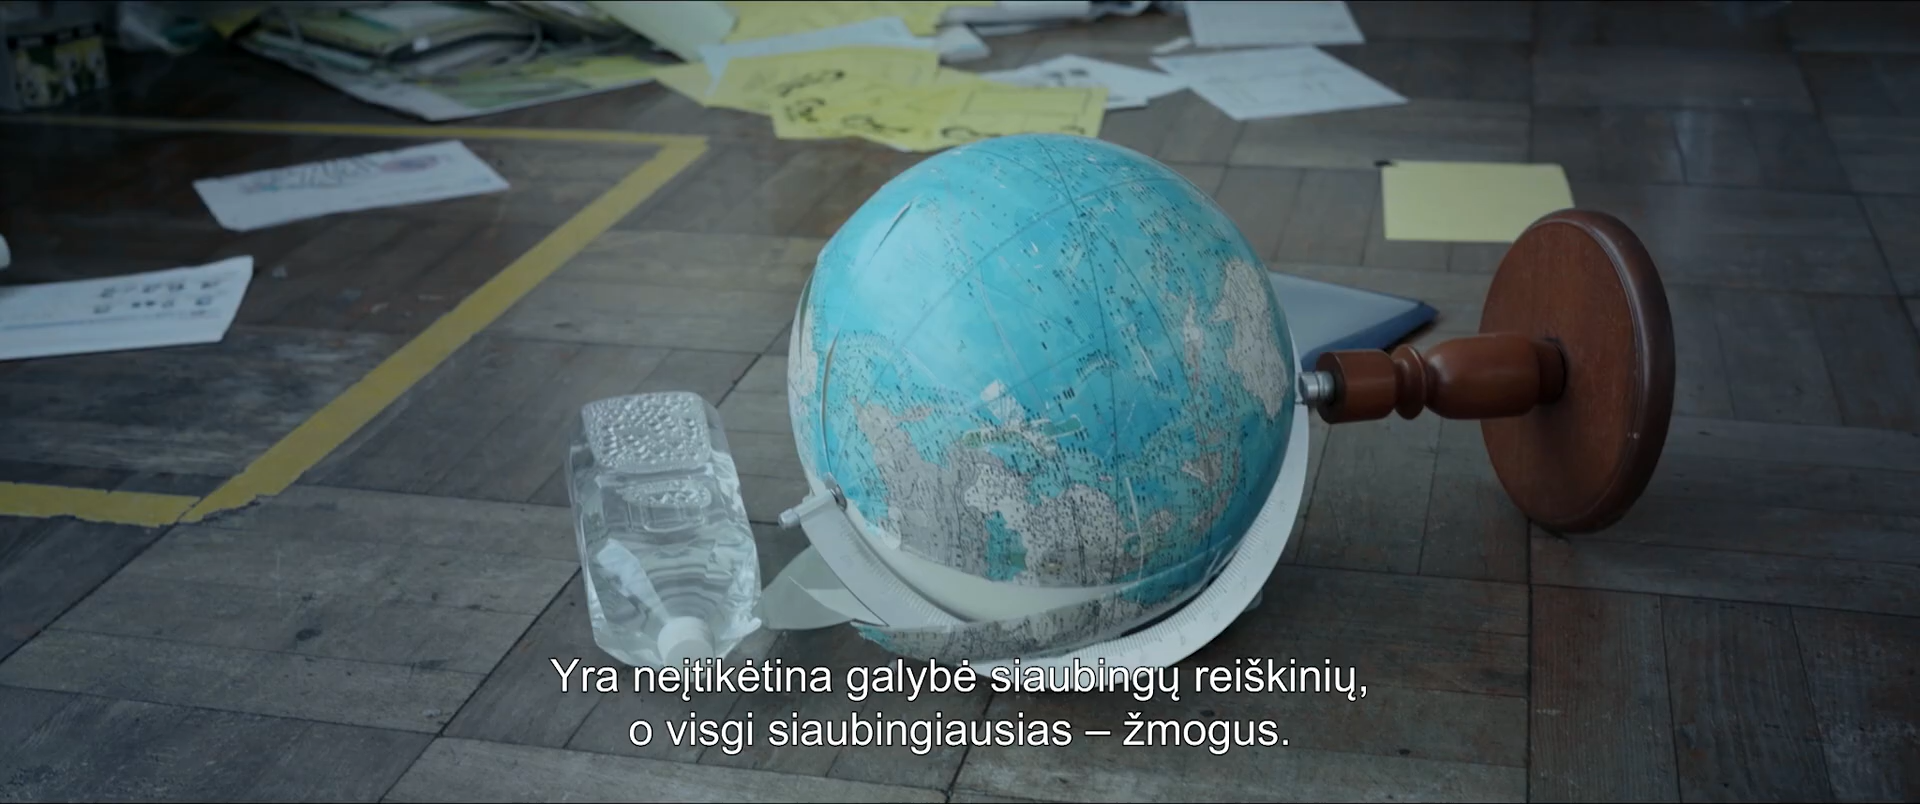 Yra neįtikėtina galybė siaubingų reiškinių,
o visgi siaubingiausias – žmogus.